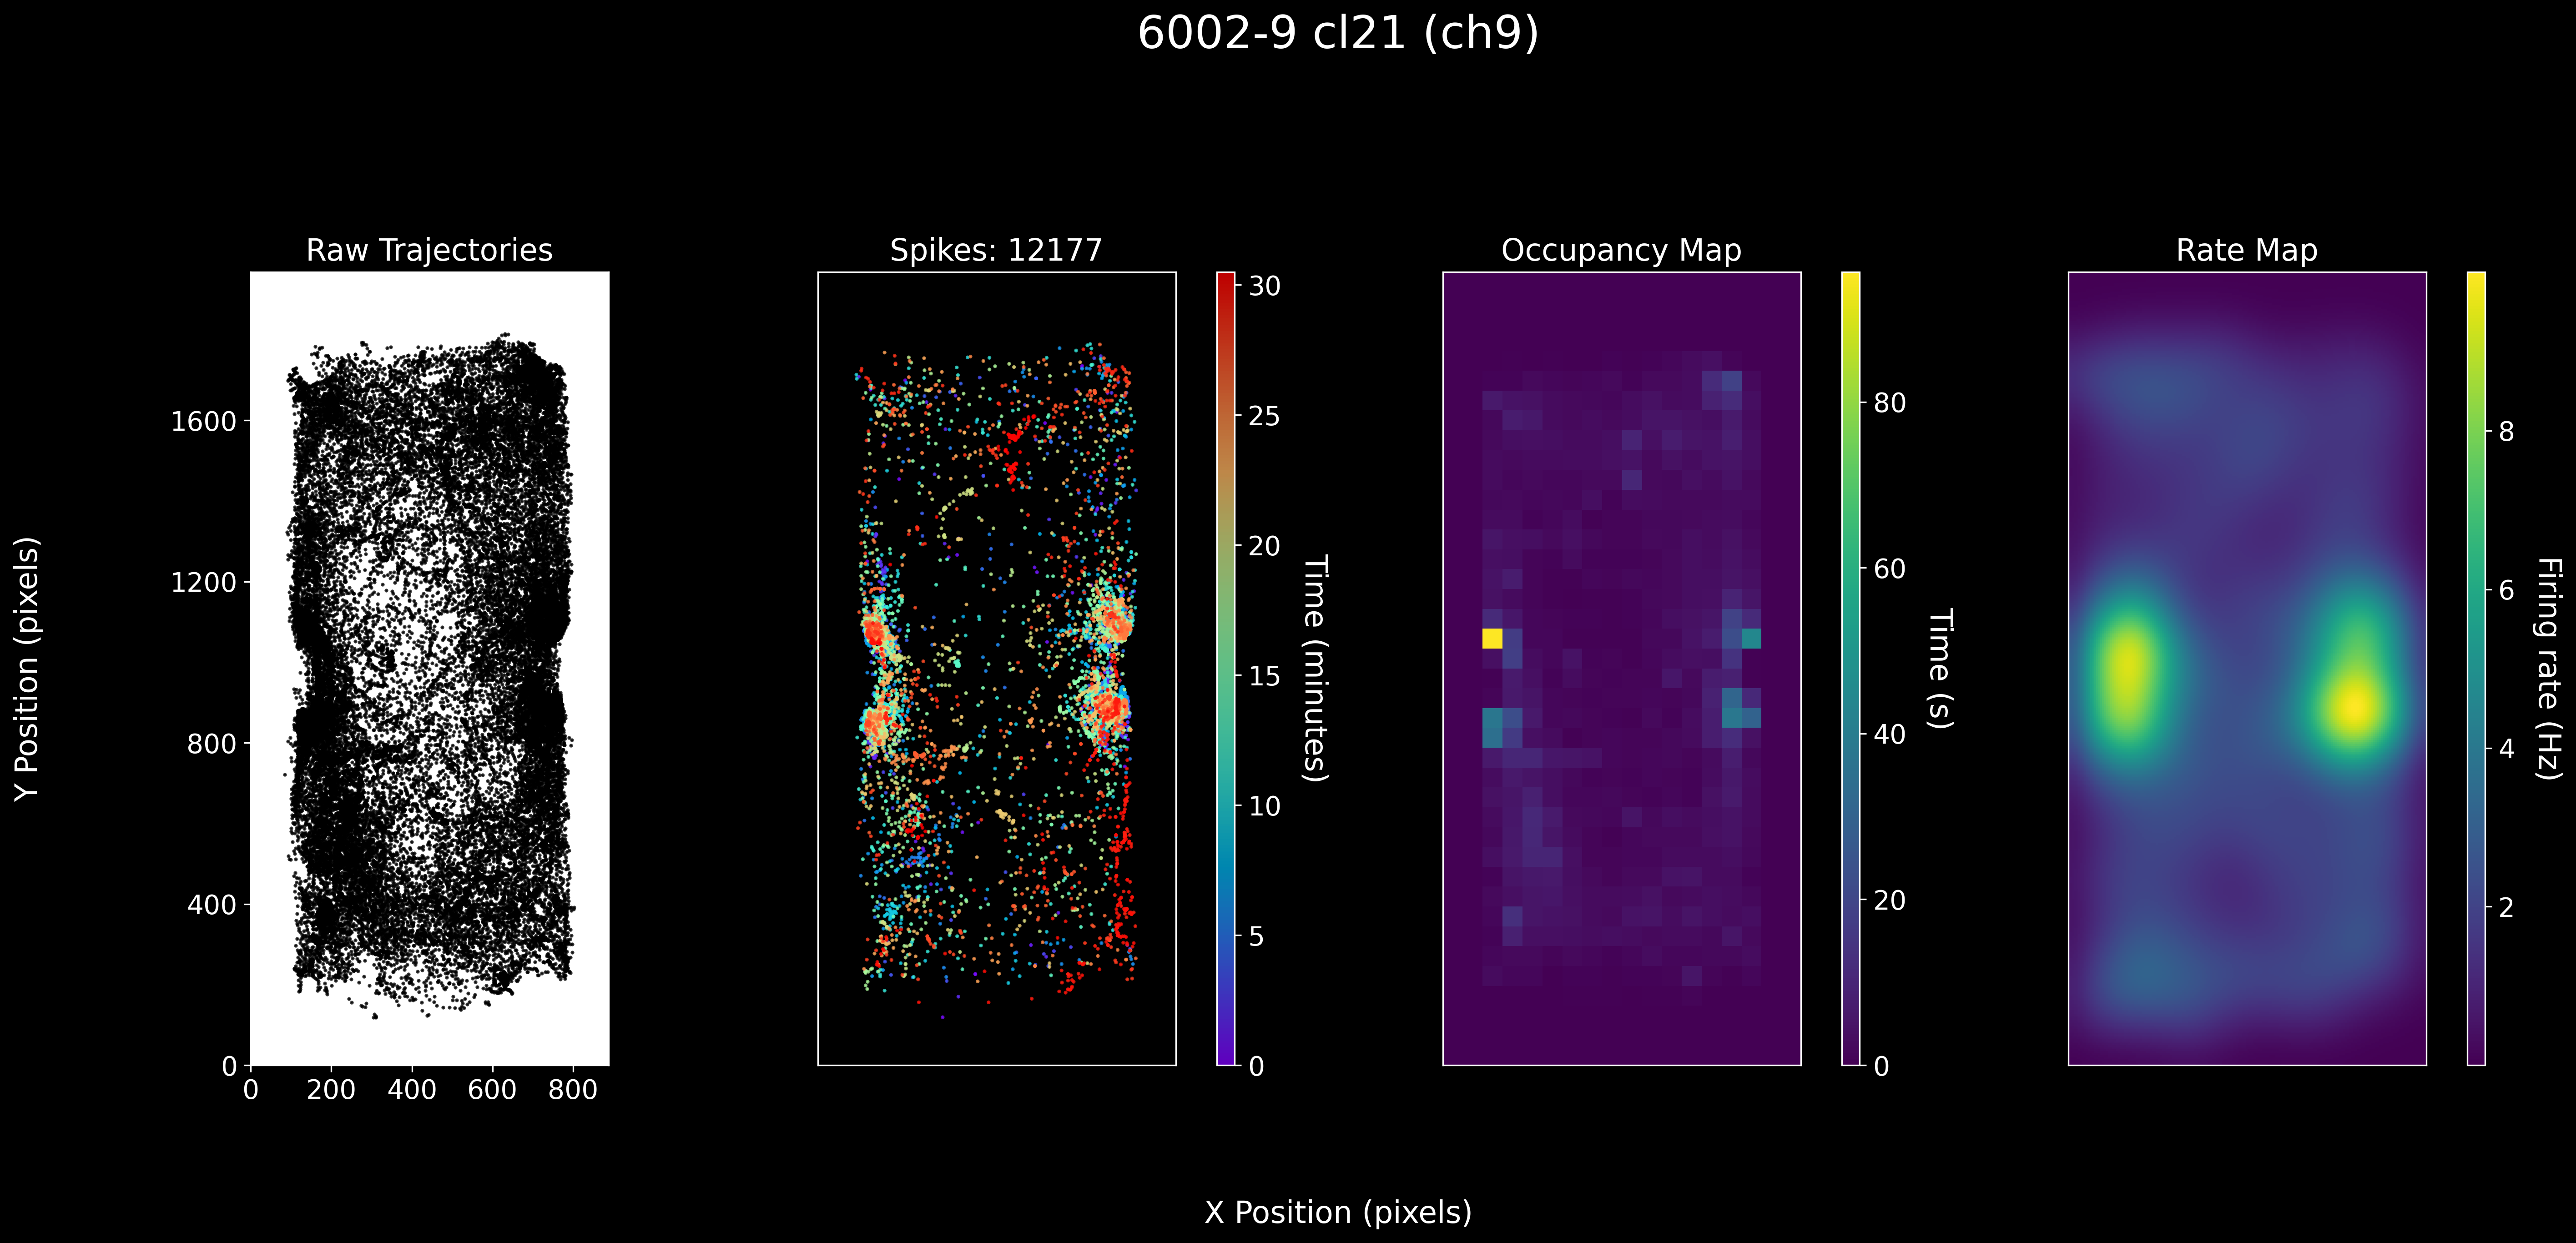 6002-9 cl21 (ch9)
Raw Trajectories
Spikes: 12177
Occupancy Map
Rate Map
Y Position (pixels)
1600
1200
800
400
0
0 200 400 600 800
30
25
20
15
10
5
0
Time (minutes)
80
60
40
20
0
Time (s)
8
6
4
2
Firing rate (Hz)
X Position (pixels)